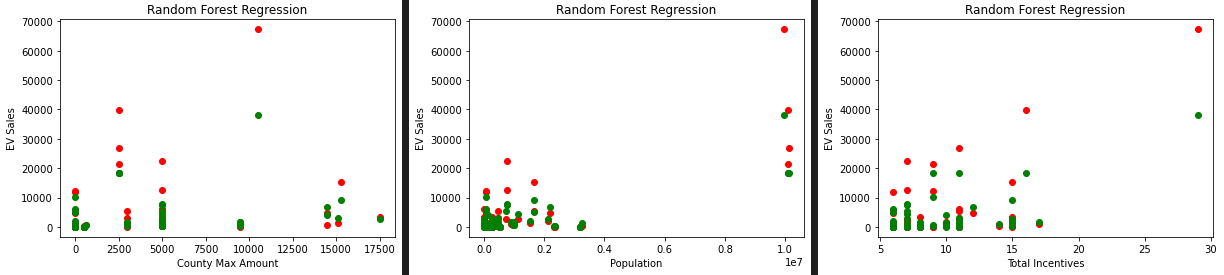 Random Forest Regression
70000
60000
50000
40000
30000
20000
10000
0
EV Sales
0 2500 5000 7500 10000 12500 15000 17500
County Max Amount
Random Forest Regression
70000
60000
50000
40000
30000
20000
10000
0
EV Sales
0.0 0.2 0.4 0.6 0.8 1.0
1e7
Population
Random Forest Regression
70000
60000
50000
40000
30000
20000
10000
0
EV Sales
5 10 15 20 25 30
Total Incentives